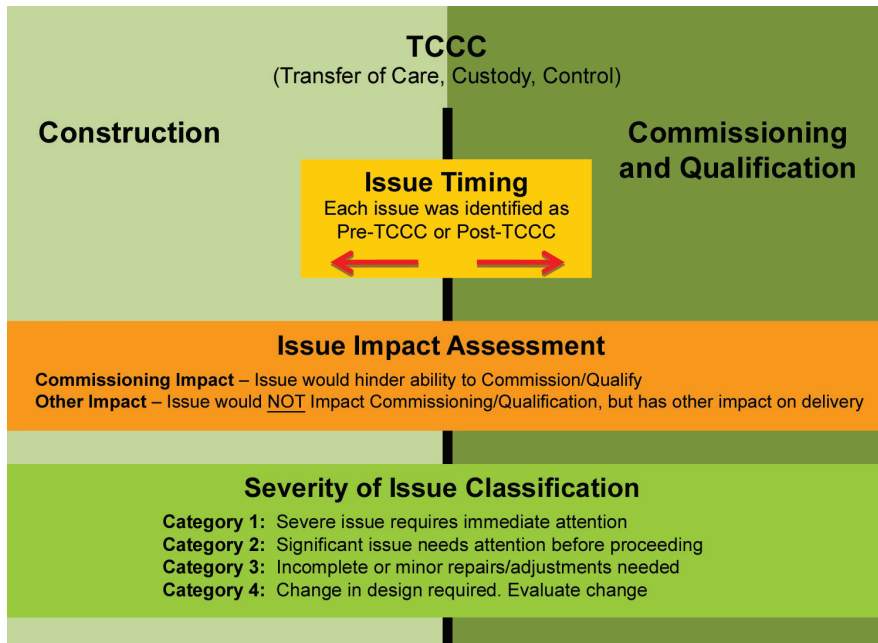 TCCC
(Transfer of Care, Custody, Control)
Construction
Commissioning
and Qualification
Issue Timing
Each issue was identified as
Pre-TCCC or Post-TCCC
Issue Impact Assessment
Commissioning Impact – Issue would hinder ability to Commission/Qualify
Other Impact – Issue would NOT Impact Commissioning/Qualification, but has other impact on delivery
Severity of Issue Classification
Category 1: Severe issue requires immediate attention
Category 2: Significant issue needs attention before proceeding
Category 3: Incomplete or minor repairs/adjustments needed
Category 4: Change in design required. Evaluate change